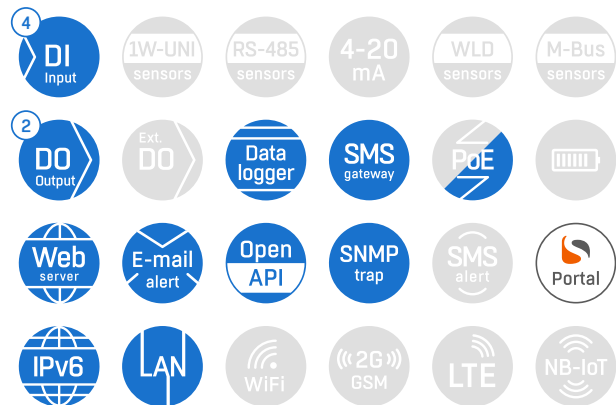 4
DI
Input
1W-UNI
sensors
RS-485
sensors
4-20
mA
WLD
sensors
M-Bus
sensors
2
DO
Output
Ext.
DO
Data
logger
SMS
gateway
PoE
Web
server
E-mail
alert
Open
API
SNMP
trap
SMS
alert
Portal
IPv6
LAN
WiFi
2G
GSM
LTE
NB-IoT